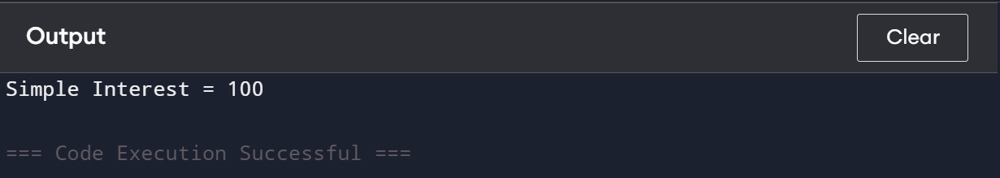 Output
Clear
Simple Interest = 100
=== Code Execution Successful ===